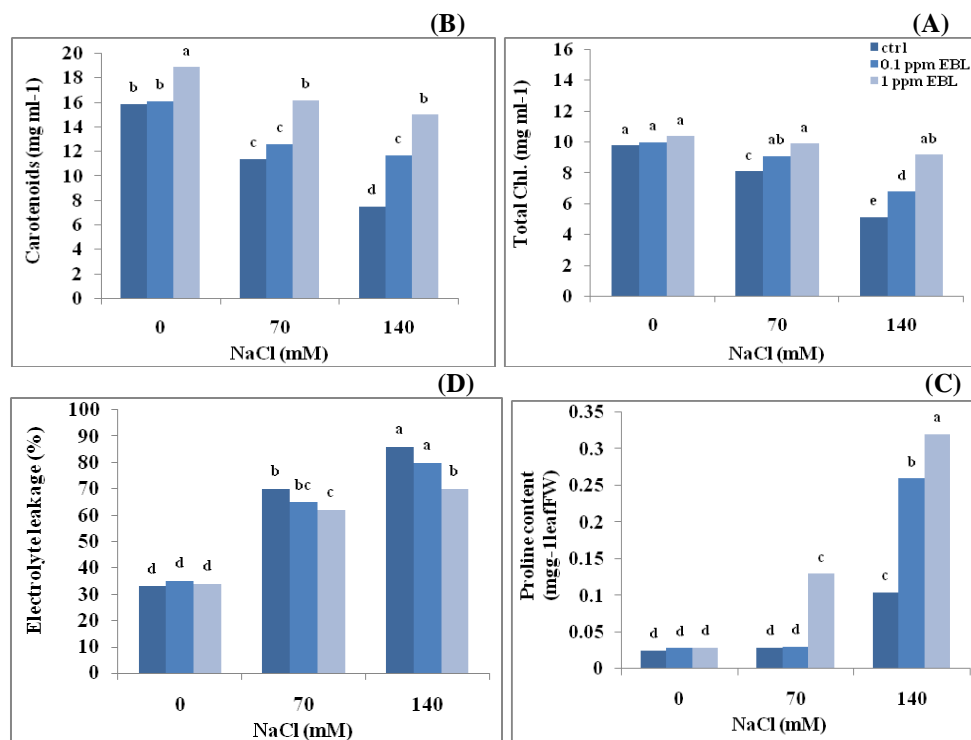 (B)
Carotenoids (mg ml-1)
20
18
16
14
12
10
8
6
4
2
0
b b a
c c b
d b b
0 70 140
NaCl (mM)
(A)
Total Chl. (mg ml-1)
16
14
12
10
8
6
4
2
0
ctrl
0.1 ppm EBL
1 ppm EBL
a a a
c ab a
e d ab
0 70 140
NaCl (mM)
(D)
Electrolyte leakage (%)
100
90
80
70
60
50
40
30
20
10
0
d d d
b bc c
a a b
0 70 140
NaCl (mM)
(C)
Proline content
(mgg-1leafFW)
0.35
0.3
0.25
0.2
0.15
0.1
0.05
0
d d d
d d c
c b a
0 70 140
NaCl (mM)